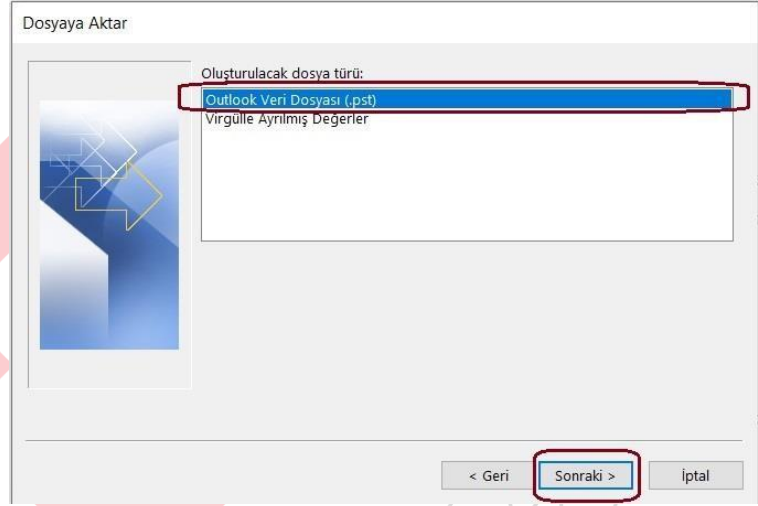 Dosyaya Aktar
Oluşturulacak dosya türü:
Outlook Veri Dosyası (.pst)
Virgülle Ayrılmış Değerler
< Geri
Sonraki >
İptal